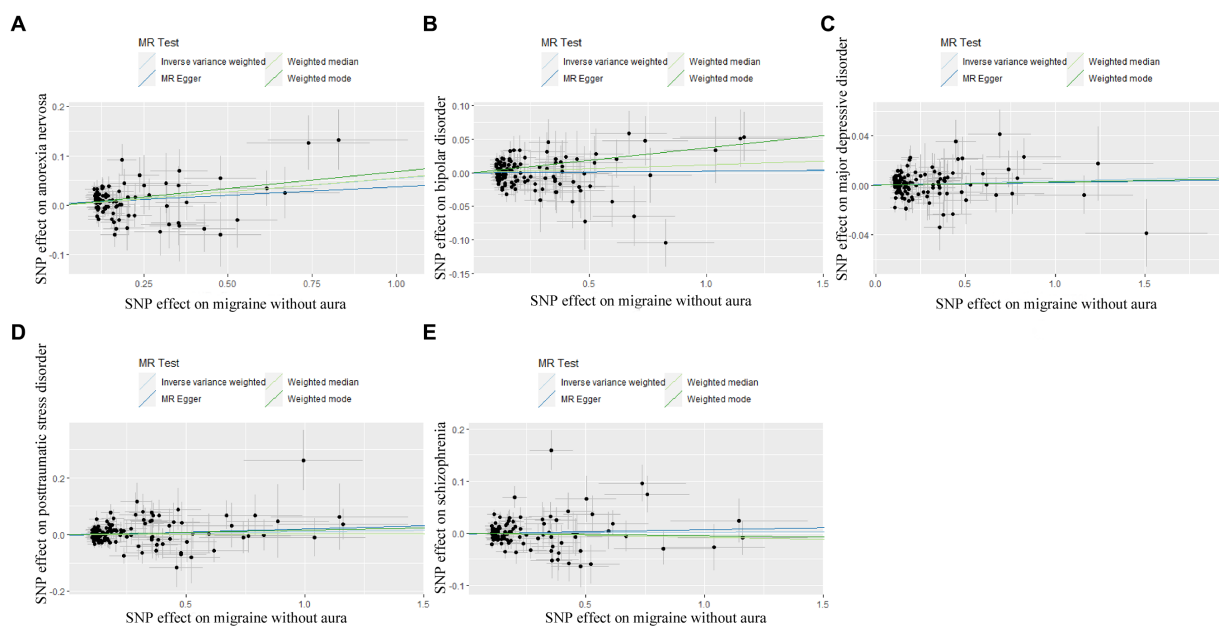 A
MR Test
Inverse variance weighted
Weighted median
MR Egger
Weighted mode
SNP effect on anorexia nervosa
0.2
0.1
0.0
-0.1
0.25
0.50
0.75
1.00
SNP effect on migraine without aura
B
MR Test
Inverse variance weighted
Weighted median
MR Egger
Weighted mode
SNP effect on bipolar disorder
0.10
0.05
0.00
-0.05
-0.10
-0.15
0.5
1.0
1.5
SNP effect on migraine without aura
C
MR Test
Inverse variance weighted
Weighted median
MR Egger
Weighted mode
SNP effect on major depressive disorder
0.04
0.00
-0.04
0.0
0.5
1.0
1.5
SNP effect on migraine without aura
D
MR Test
Inverse variance weighted
Weighted median
MR Egger
Weighted mode
SNP effect on posttraumatic stress disorder
0.2
0.0
-0.2
0.5
1.0
1.5
SNP effect on migraine without aura
E
MR Test
Inverse variance weighted
Weighted median
MR Egger
Weighted mode
SNP effect on schizophrenia
0.2
0.1
0.0
-0.1
0.5
1.0
1.5
SNP effect on migraine without aura